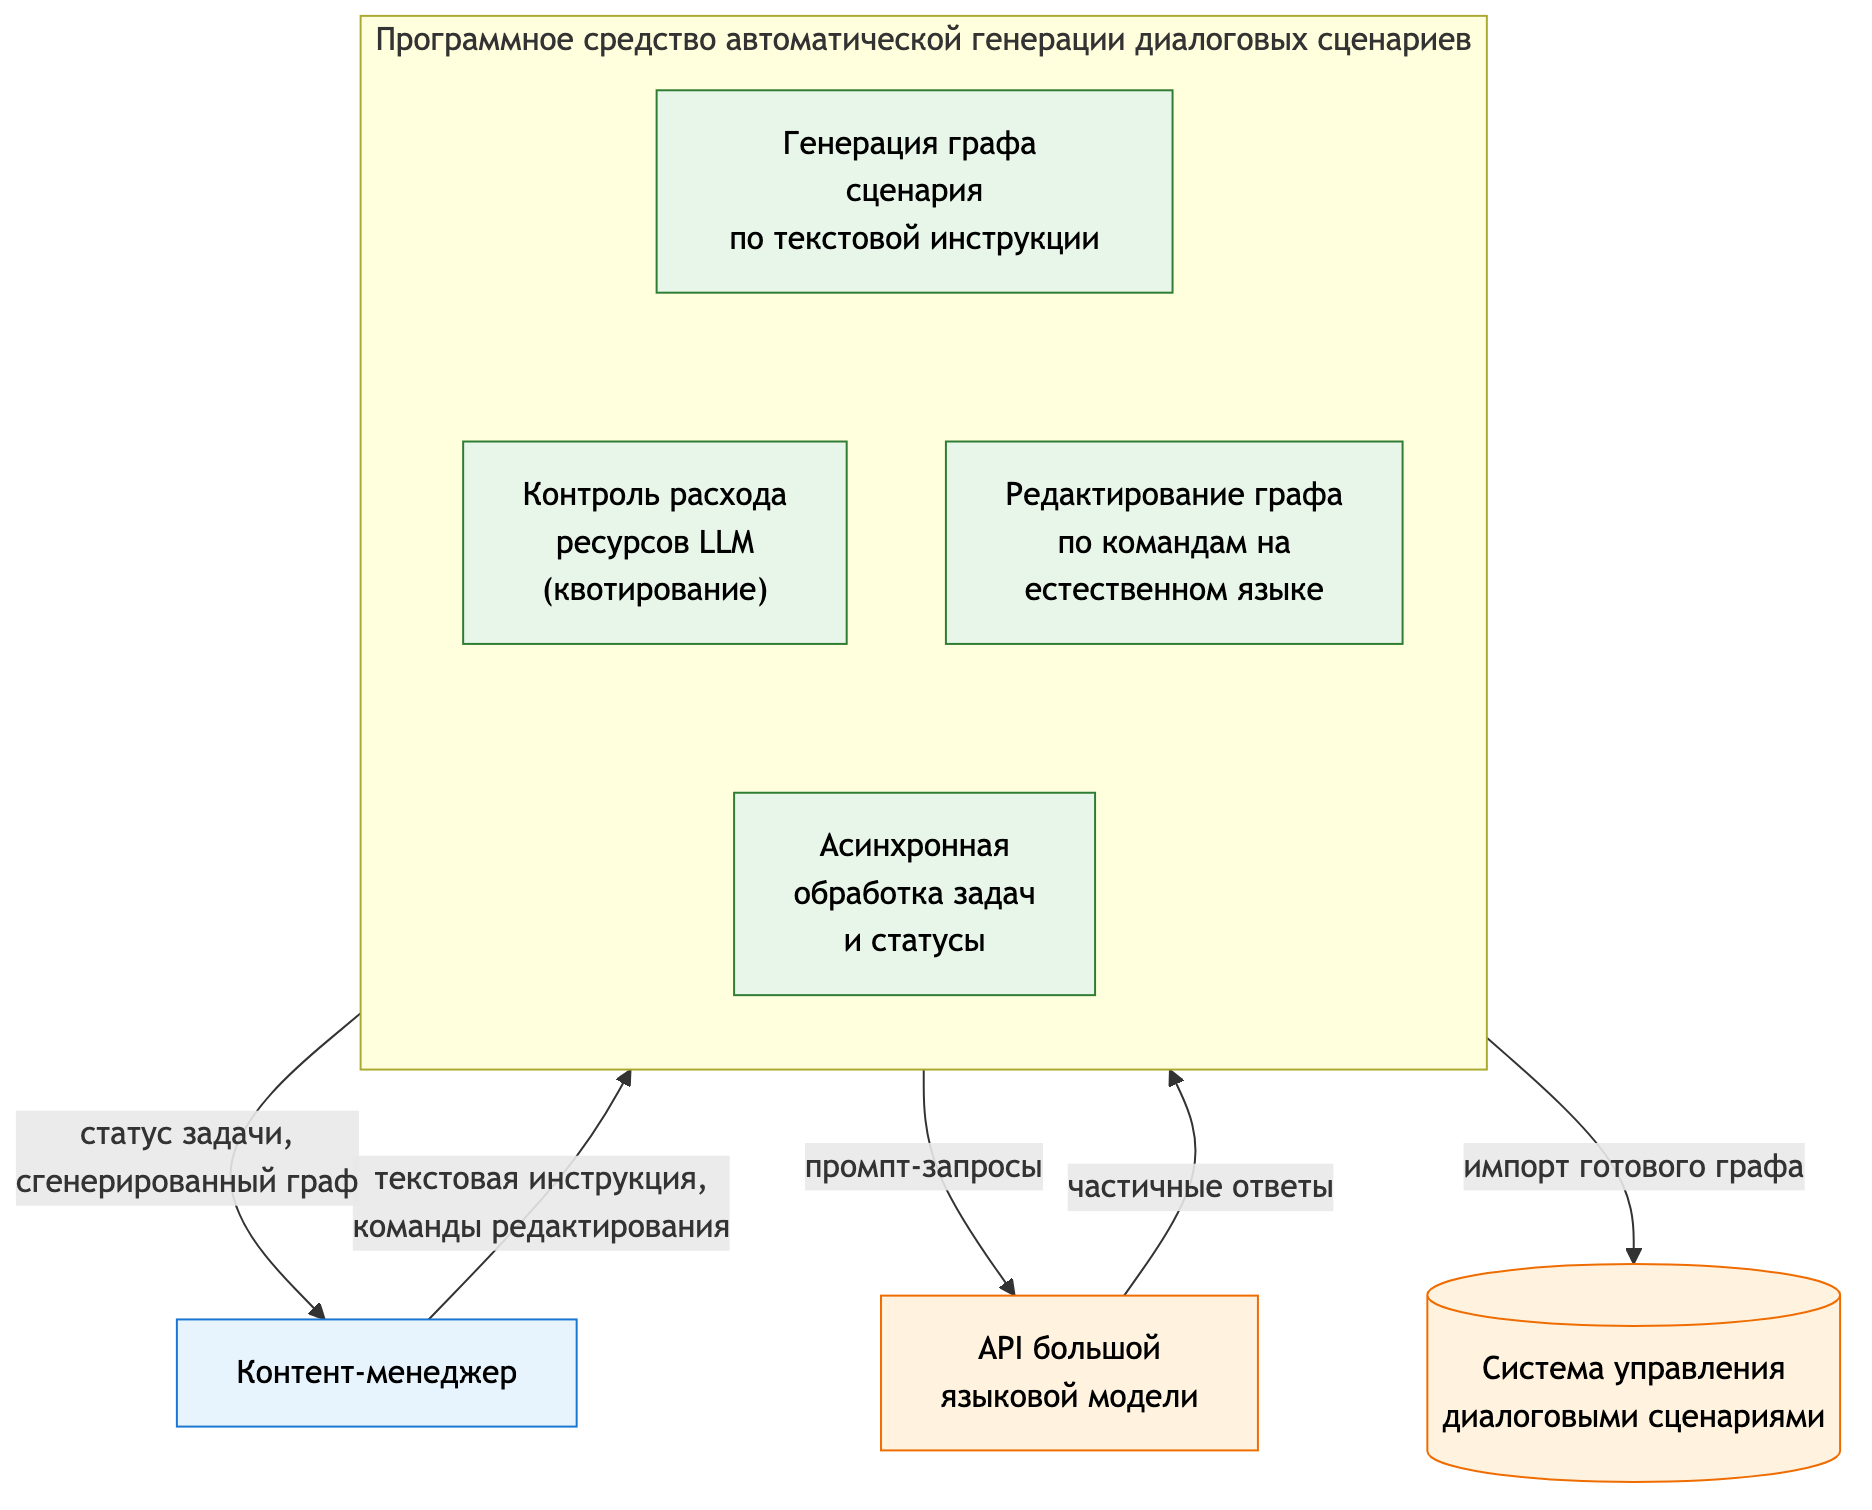 Программное средство автоматической генерации диалоговых сценариев
Генерация графа
сценария
по текстовой инструкции
Контроль расхода
ресурсов LLM
(квотирование)
Редактирование графа
по командам на
естественном языке
Асинхронная
обработка задач
и статусы
статус задачи,
сгенерированный граф
текстовая инструкция,
команды редактирования
промпт-запросы
частичные ответы
импорт готового графа
Контент-менеджер
API большой
языковой модели
Система управления
диалоговыми сценариями